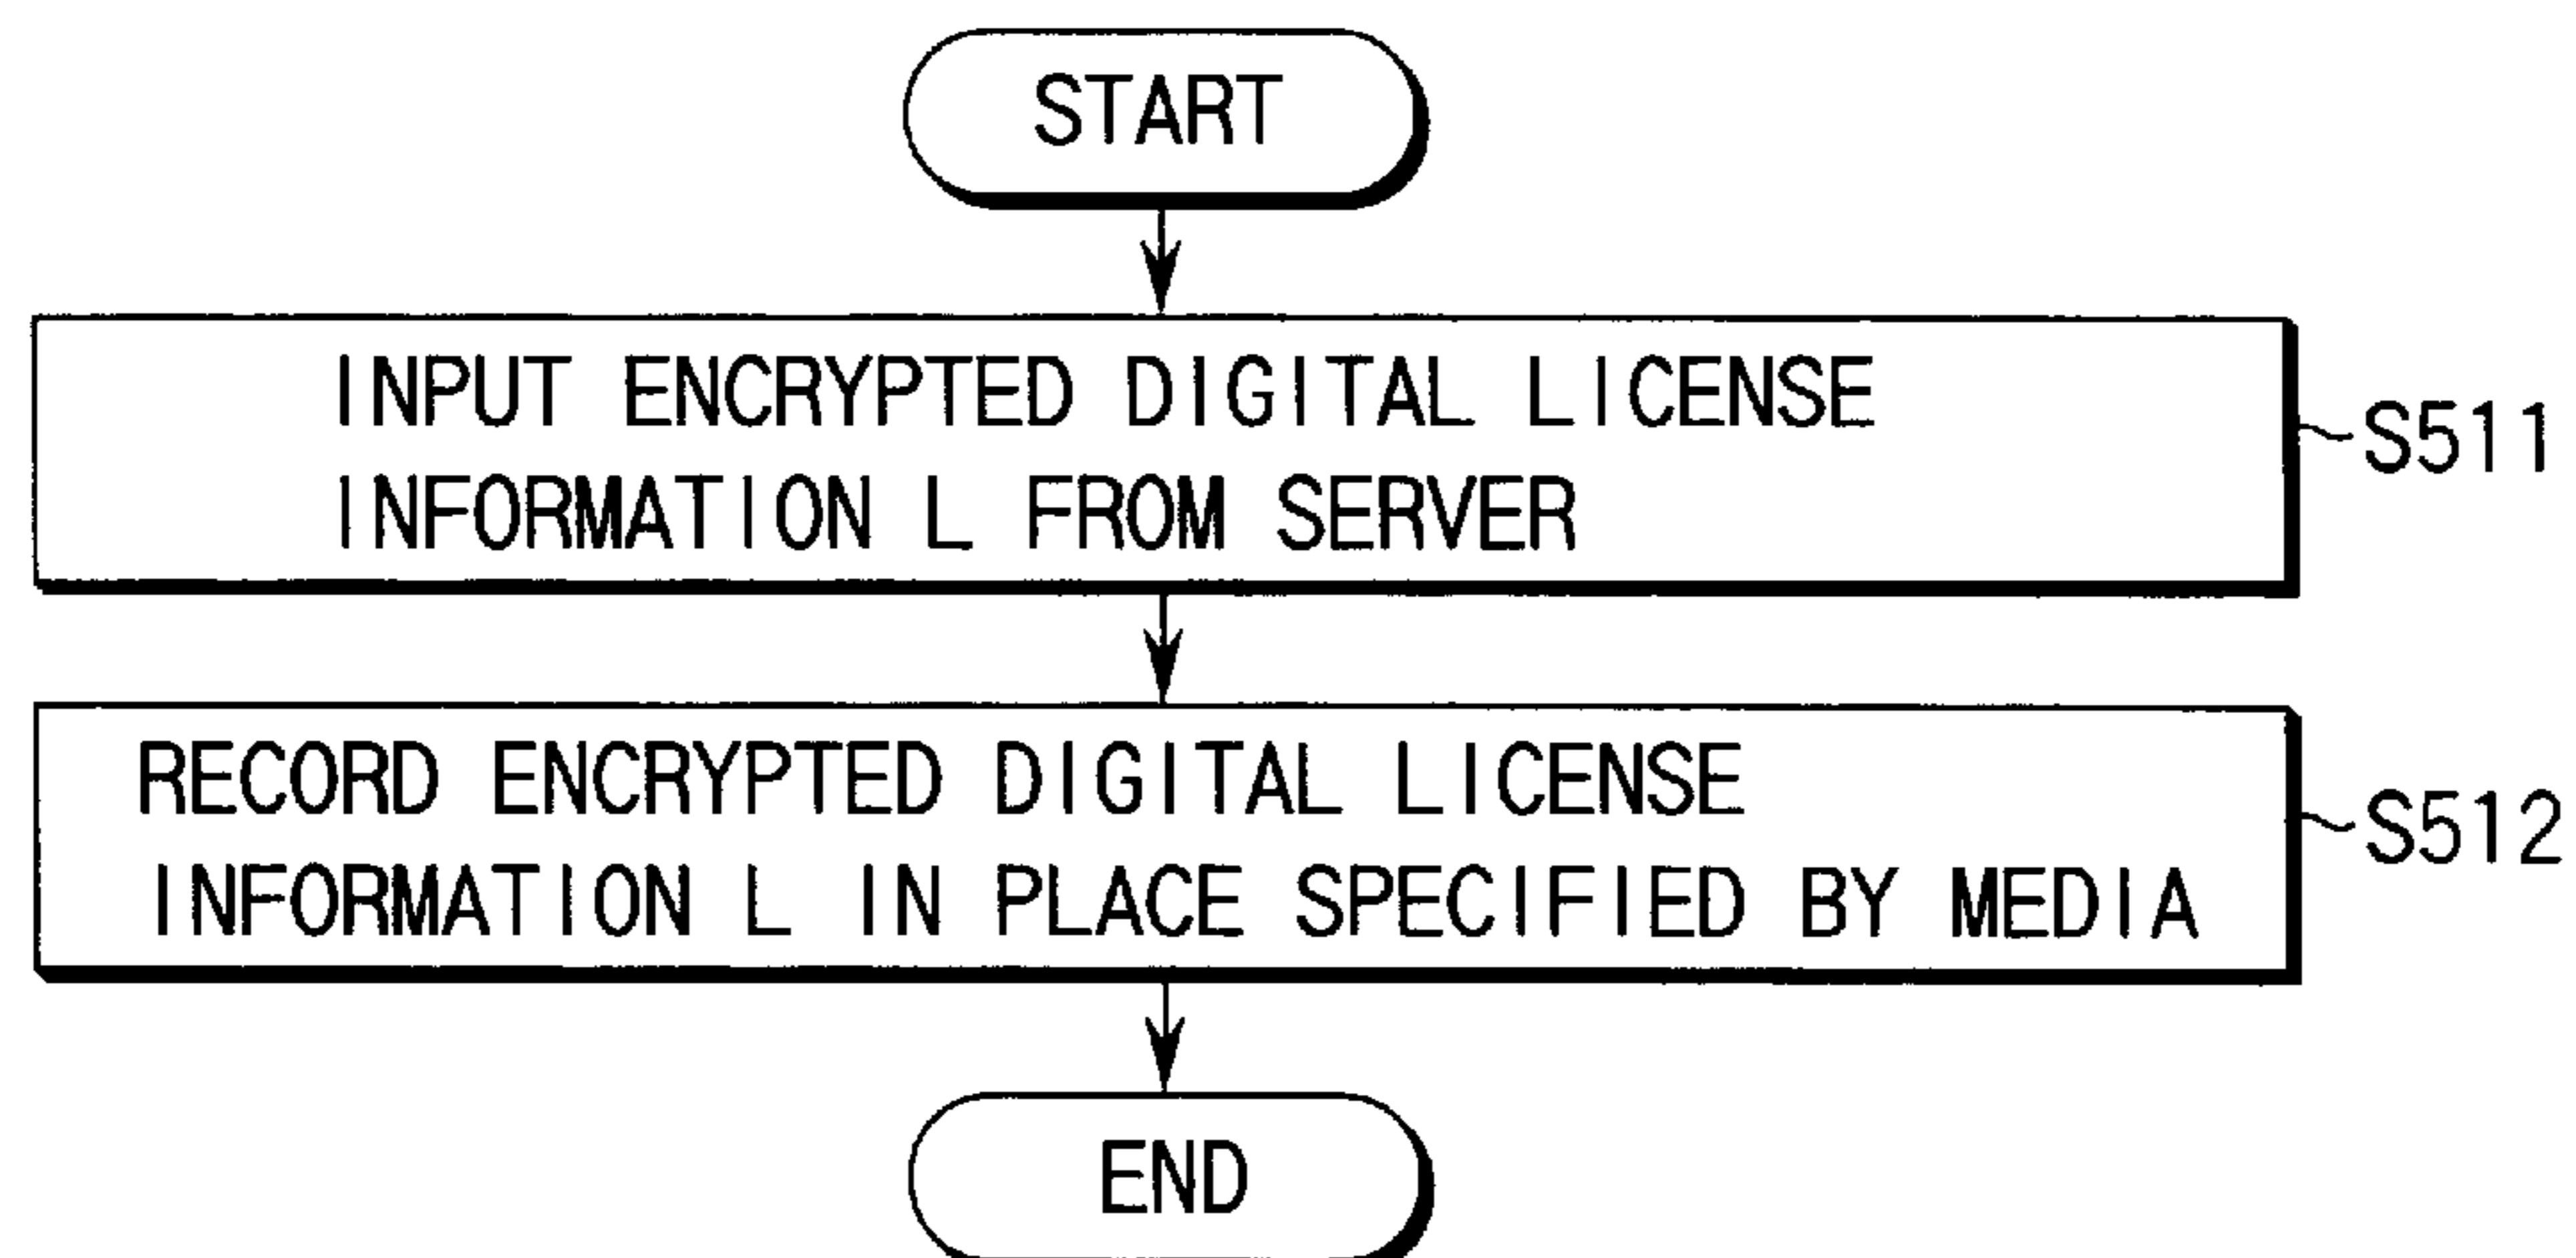 START
INPUT ENCRYPTED DIGITAL LICENSE
INFORMATION L FROM SERVER
S511
RECORD ENCRYPTED DIGITAL LICENSE
INFORMATION L IN PLACE SPECIFIED BY MEDIA
S512
END